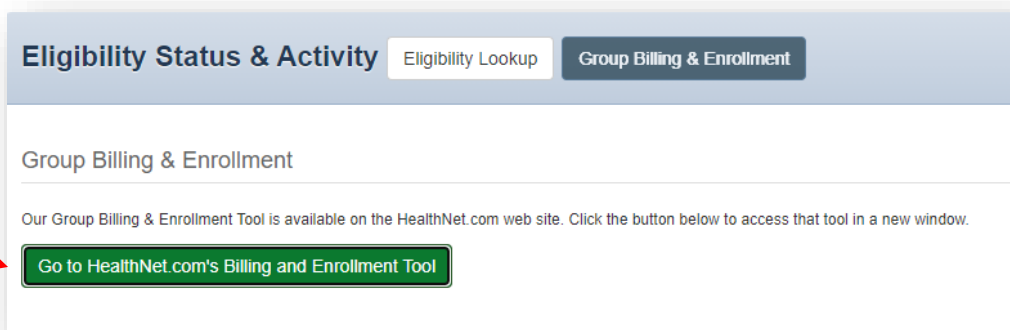 Eligibility Status & Activity Eligibility Lookup Group Billing & Enrollment
Group Billing & Enrollment
Our Group Billing & Enrollment Tool is available on the HealthNet.com web site. Click the button below to access that tool in a new window.
Go to HealthNet.com's Billing and Enrollment Tool